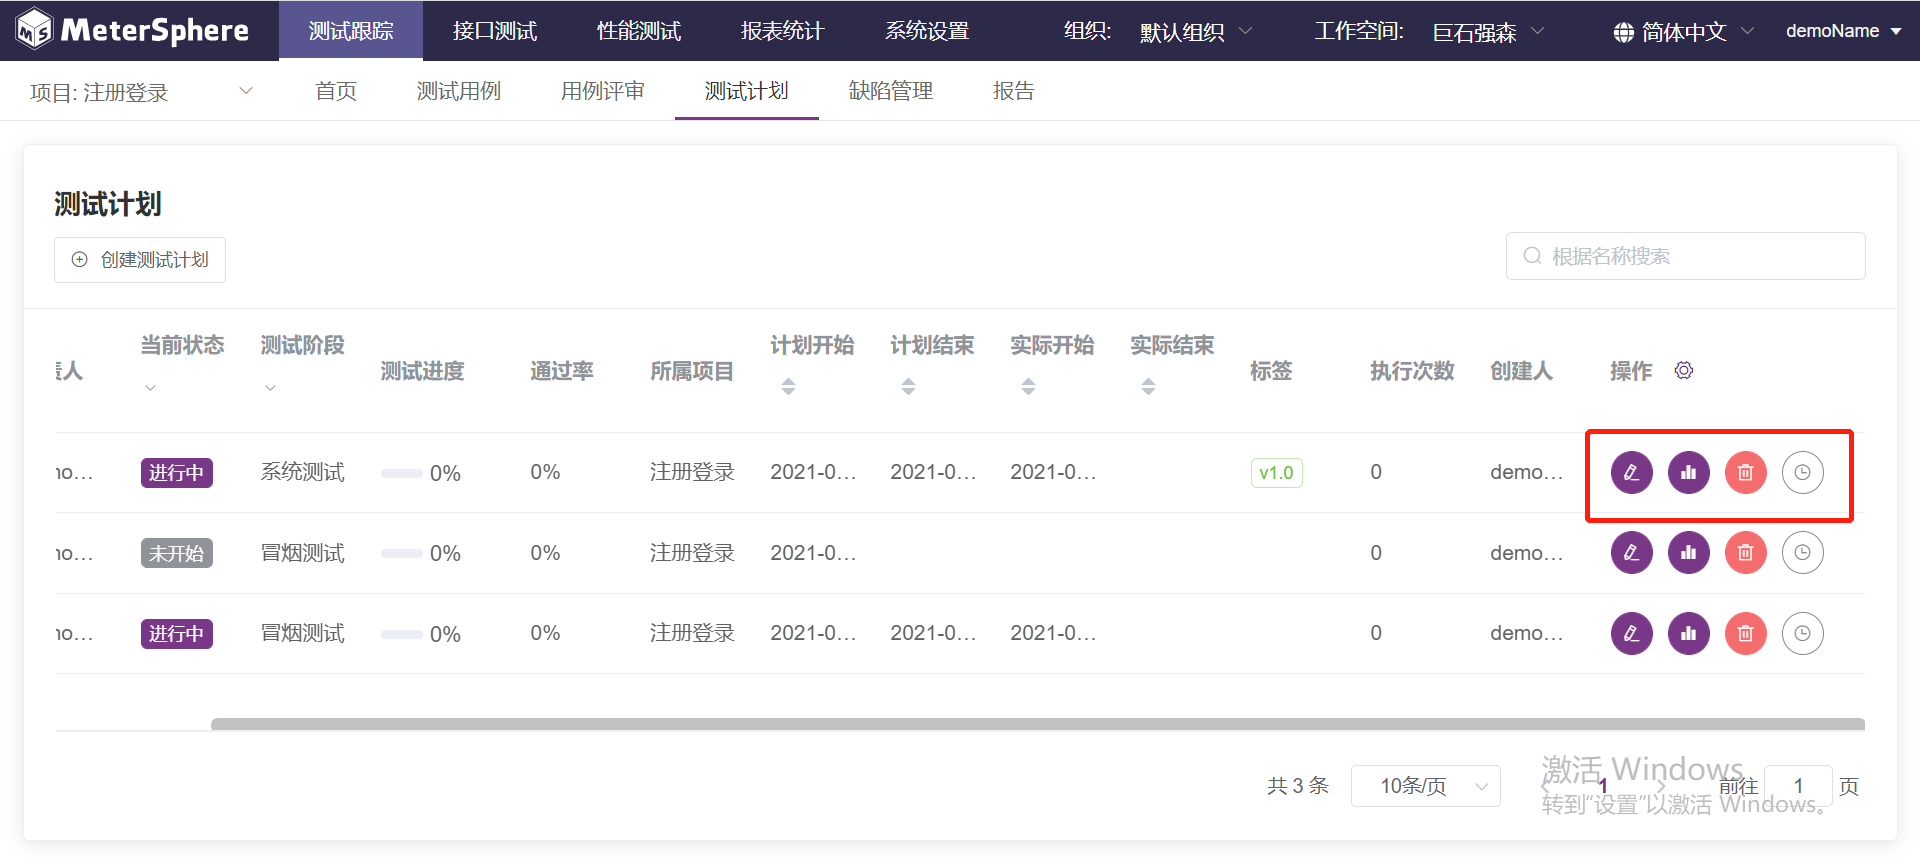 MeterSphere 测试跟踪 接口测试 性能测试 报表统计 系统设置 组织: 默认组织 工作空间: 巨石强森 简体中文 demoName
项目: 注册登录 首页 测试用例 用例评审 测试计划 缺陷管理 报告
测试计划
创建测试计划 根据名称搜索
责人 当前状态 测试阶段 测试进度 通过率 所属项目 计划开始 计划结束 实际开始 实际结束 标签 执行次数 创建人 操作
no... 进行中 系统测试 0% 0% 注册登录 2021-0... 2021-0... 2021-0... v1.0 0 demo...
no... 未开始 冒烟测试 0% 0% 注册登录 2021-0... 0 demo...
no... 进行中 冒烟测试 0% 0% 注册登录 2021-0... 2021-0... 2021-0... 0 demo...
共 3 条 10条/页 1 前往 1 页
激活 Windows
转到“设置”以激活 Windows。